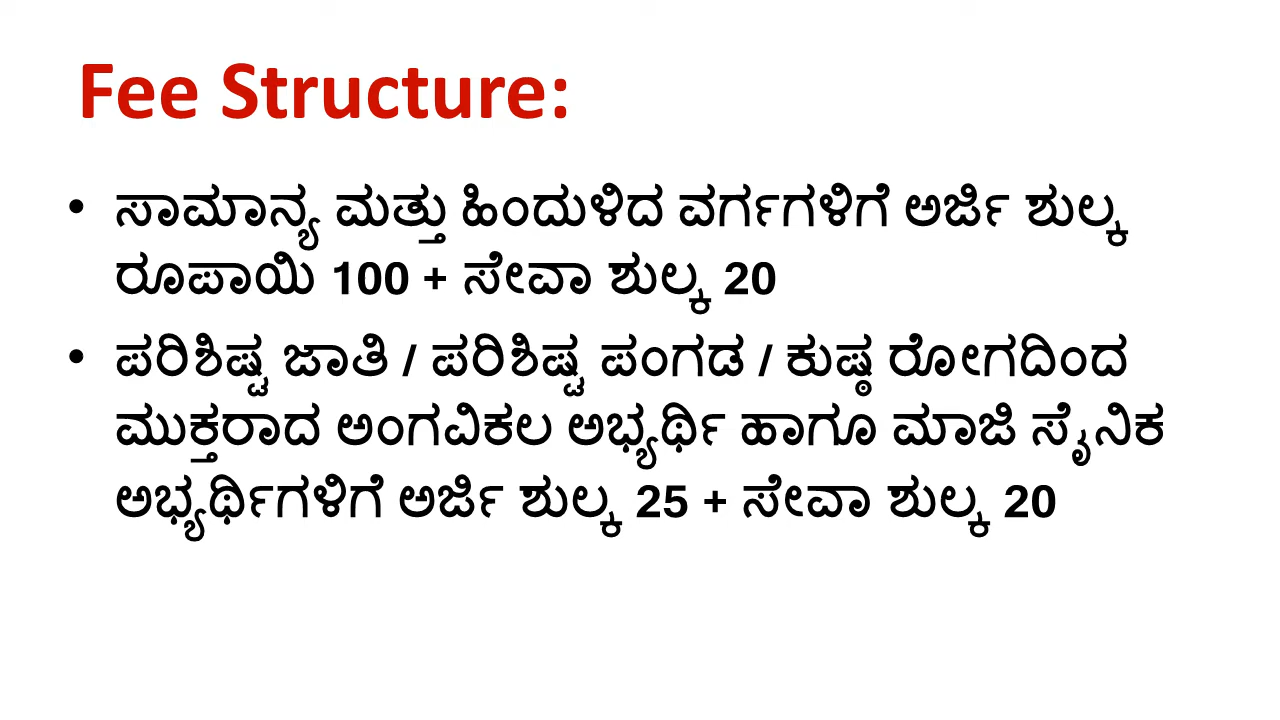 Fee Structure:
• ಸಾಮಾನ್ಯ ಮತ್ತು ಹಿಂದುಳಿದ ವರ್ಗಗಳಿಗೆ ಅರ್ಜಿ ಶುಲ್ಕ
ರೂಪಾಯಿ 100 + ಸೇವಾ ಶುಲ್ಕ 20
• ಪರಿಶಿಷ್ಟ ಜಾತಿ / ಪರಿಶಿಷ್ಟ ಪಂಗಡ / ಕುಷ್ಠ ರೋಗದಿಂದ
ಮುಕ್ತರಾದ ಅಂಗವಿಕಲ ಅಭ್ಯರ್ಥಿ ಹಾಗೂ ಮಾಜಿ ಸೈನಿಕ
ಅಭ್ಯರ್ಥಿಗಳಿಗೆ ಅರ್ಜಿ ಶುಲ್ಕ 25 + ಸೇವಾ ಶುಲ್ಕ 20